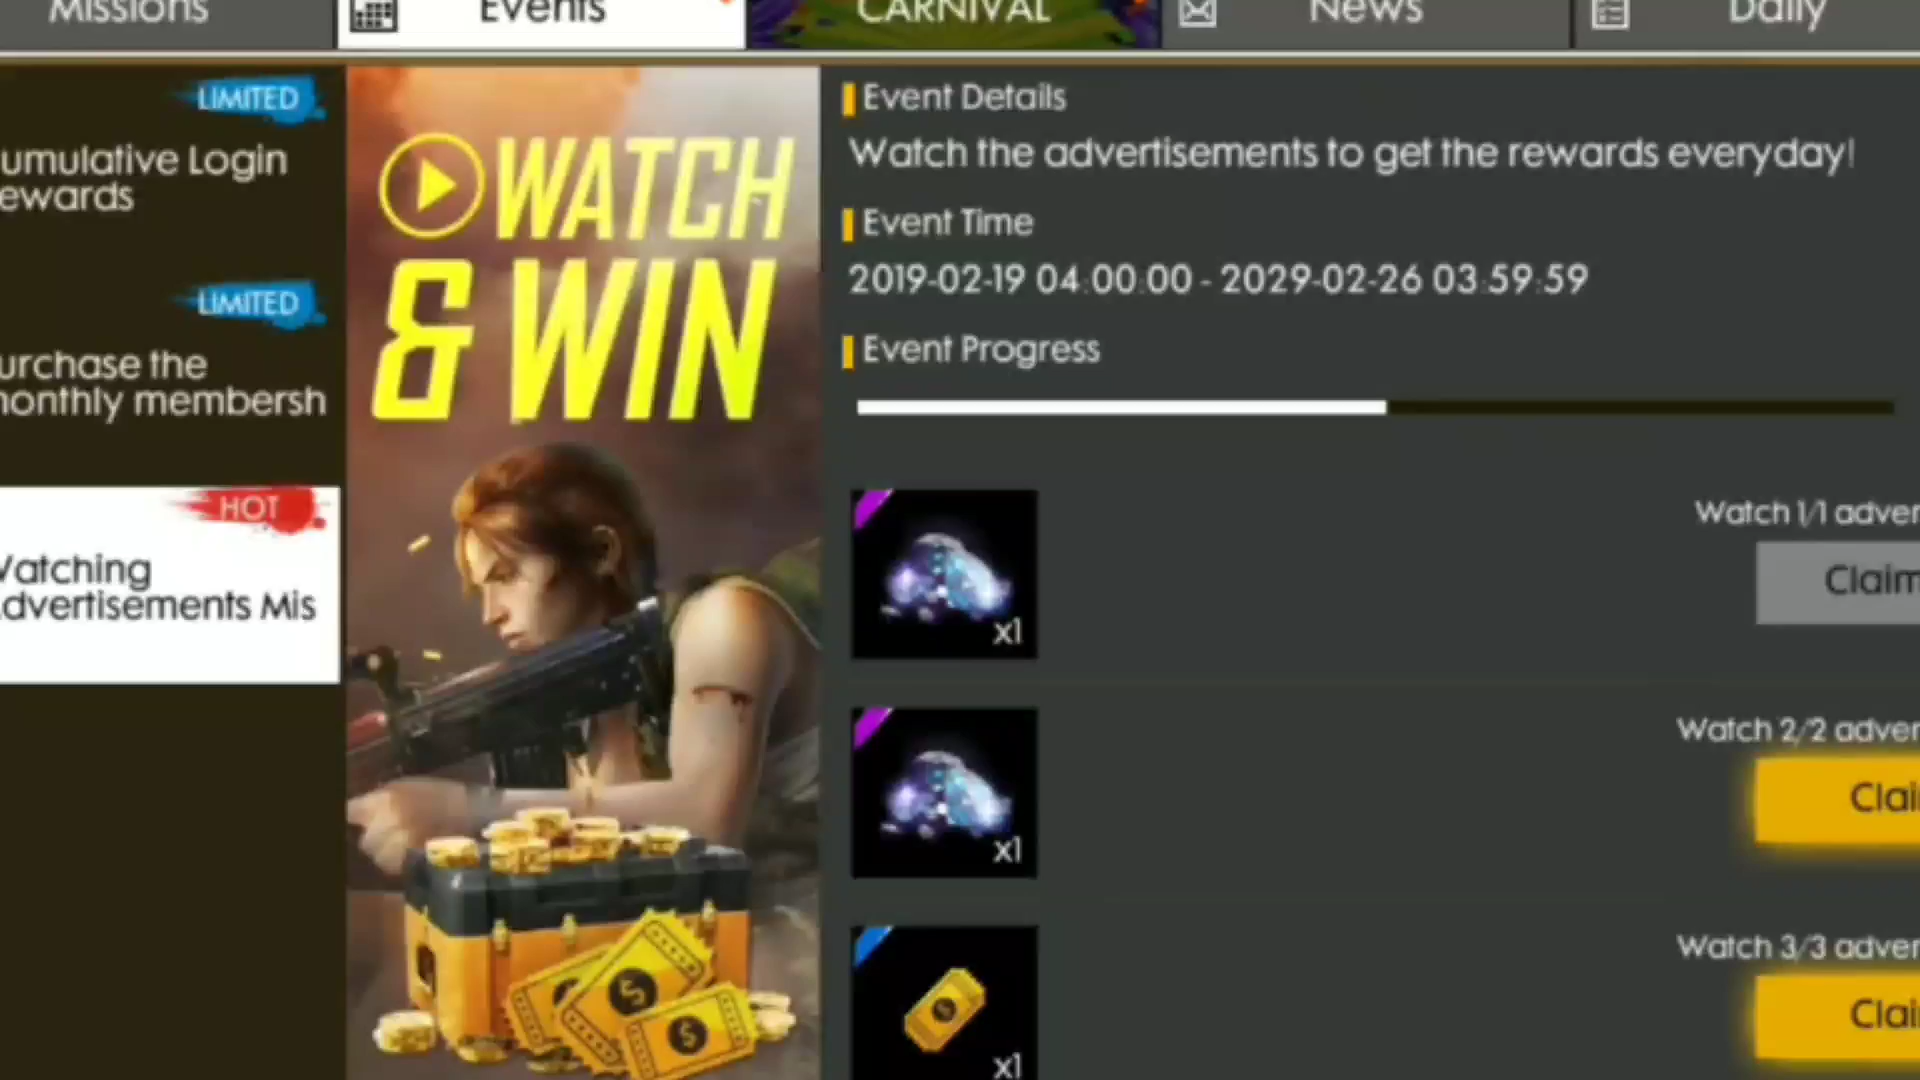 Missions
Events
CARNIVAL
News
Daily
LIMITED
umulative Login
ewards
LIMITED
urchase the
onthly membersh
HOT
Watching
dvertisements Mis
WATCH
& WIN
Event Details
Watch the advertisements to get the rewards everyday!
Event Time
2019-02-19 04:00:00 - 2029-02-26 03:59:59
Event Progress
Watch 1/1 adver
x1
Claim
Watch 2/2 adver
x1
Clai
Watch 3/3 adver
x1
Clai